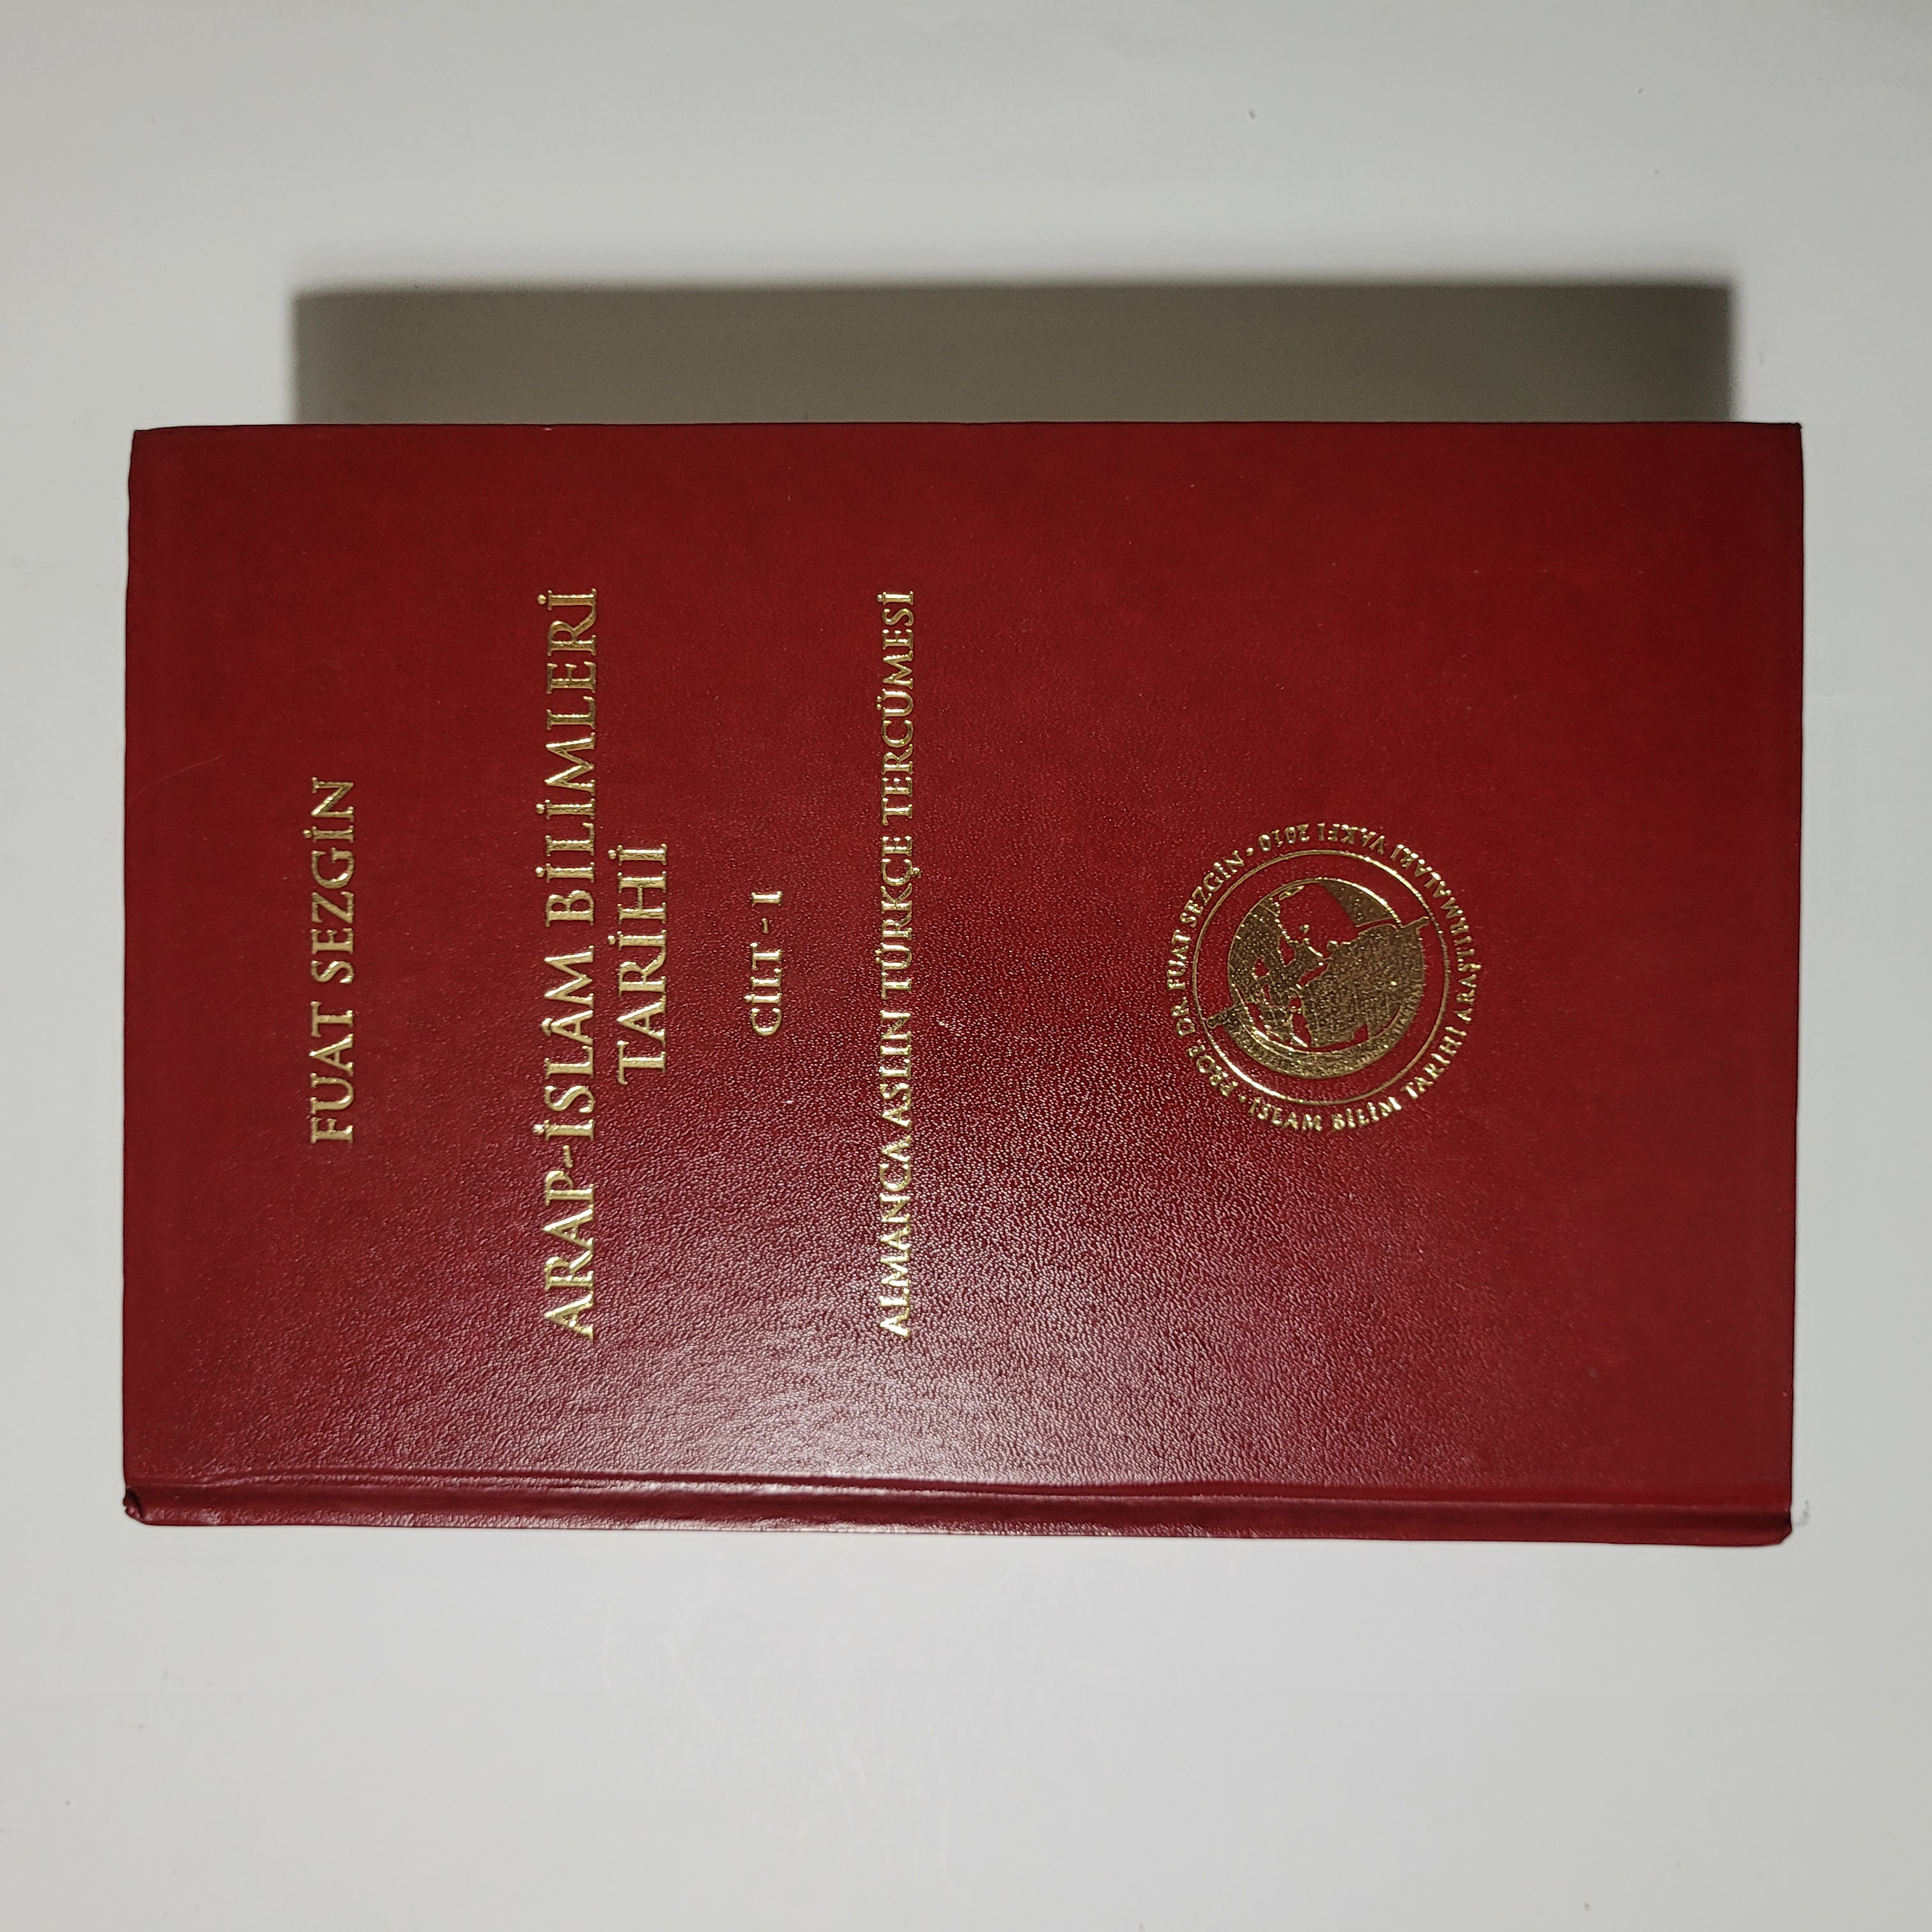 FUAT SEZGİN
ARAP-İSLÂM BİLİMLERİ
TARİHİ
CİLT - I
ALMANCA ASLIN TÜRKÇE TERCÜMESİ
PROF. DR. FUAT SEZGİN • İSLAM BİLİM TARİHİ ARAŞTIRMALARI VAKFI 2010 •